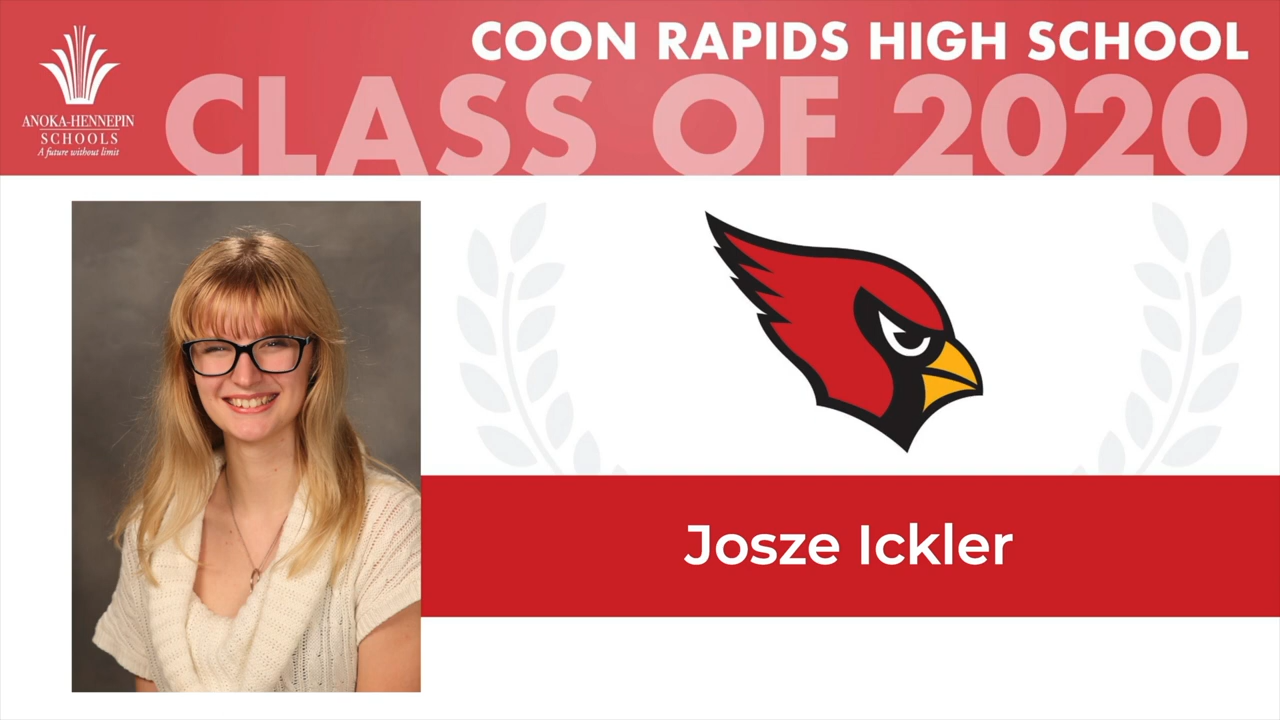 COON RAPIDS HIGH SCHOOL
CLASS OF 2020
ANOKA-HENNEPIN
SCHOOLS
A future without limit
Josze Ickler